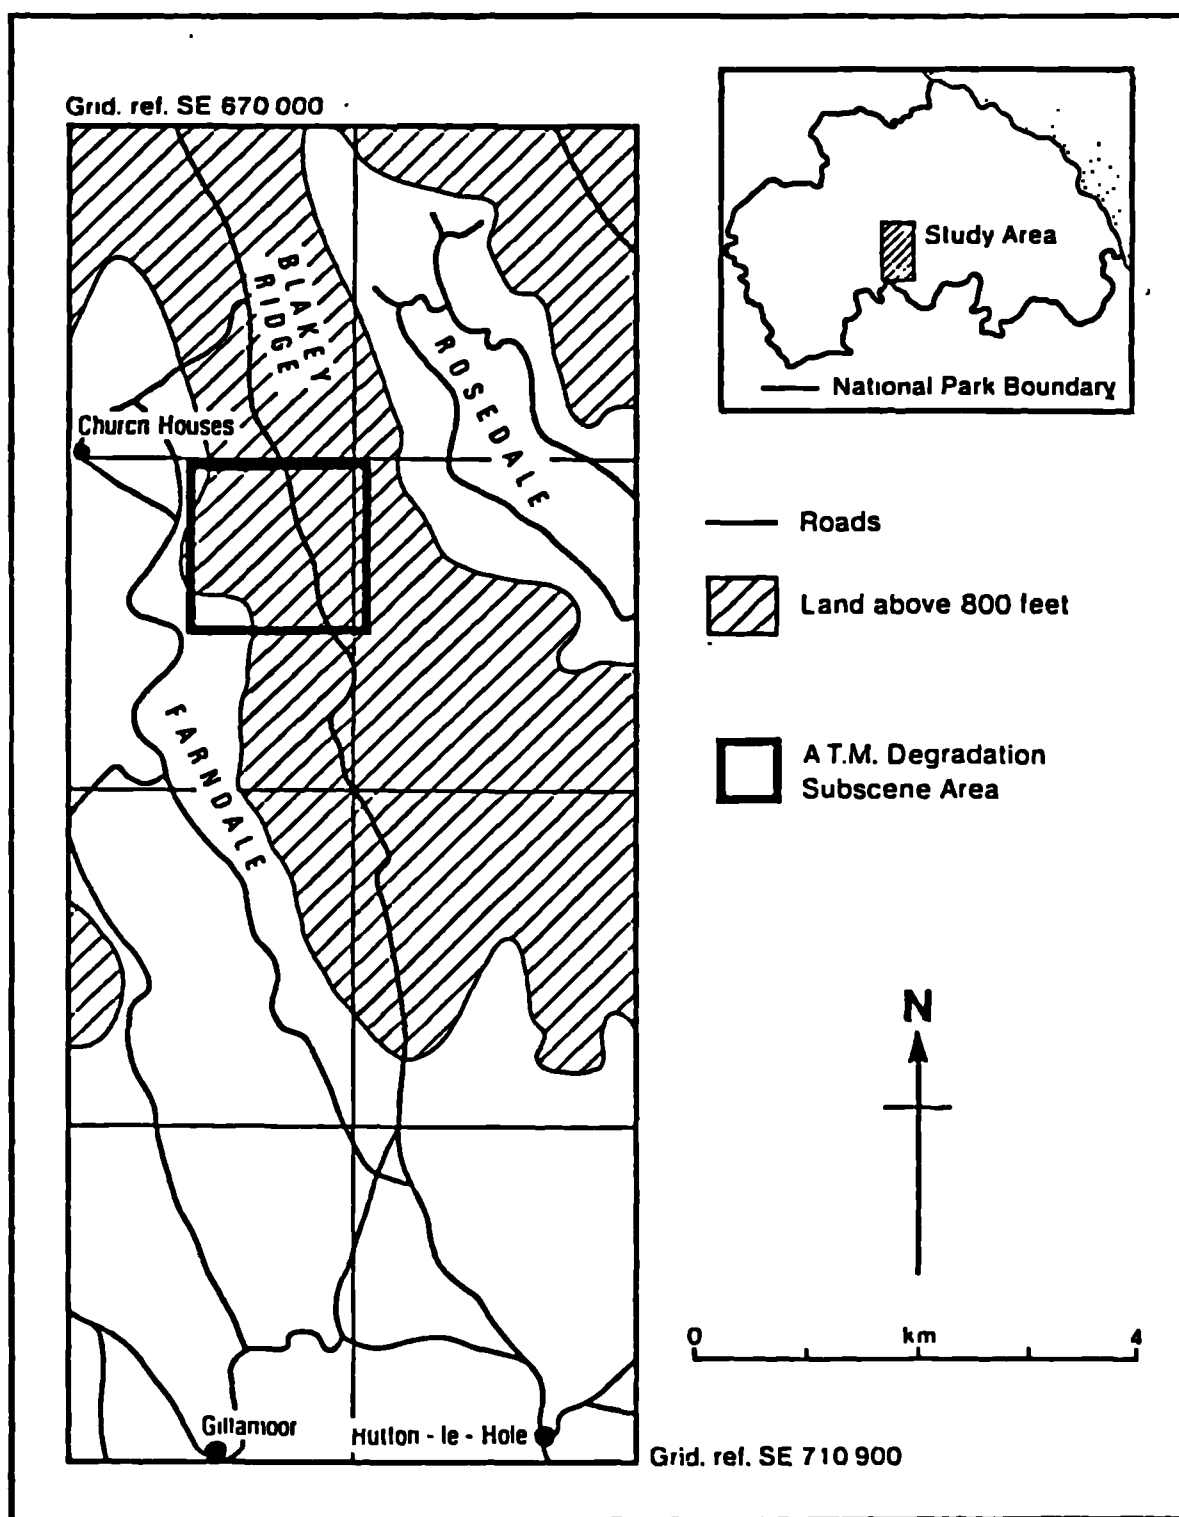 Grid. ref. SE 670 000
Study Area
National Park Boundary
BLAKEY
RIDGE
ROSEDALE
Church Houses
Roads
Land above 800 feet
FARNDALE
A T.M. Degradation
Subscene Area
N
0 km 4
Gillamoor
Hutton - le - Hole
Grid. ref. SE 710 900